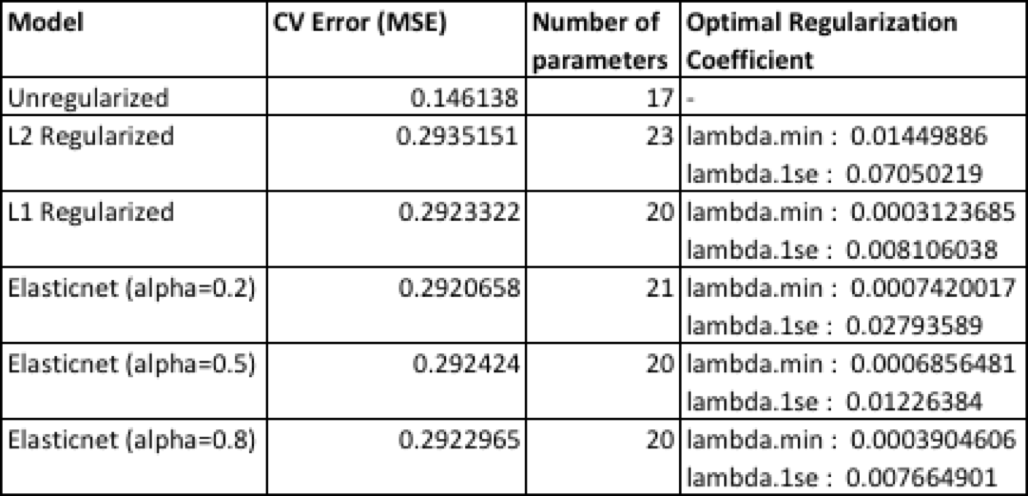 Model CV Error (MSE) Number of parameters Optimal Regularization Coefficient
Unregularized 0.146138 17 -
L2 Regularized 0.2935151 23 lambda.min : 0.01449886
lambda.1se : 0.07050219
L1 Regularized 0.2923322 20 lambda.min : 0.0003123685
lambda.1se : 0.008106038
Elasticnet (alpha=0.2) 0.2920658 21 lambda.min : 0.0007420017
lambda.1se : 0.02793589
Elasticnet (alpha=0.5) 0.292424 20 lambda.min : 0.0006856481
lambda.1se : 0.01226384
Elasticnet (alpha=0.8) 0.2922965 20 lambda.min : 0.0003904606
lambda.1se : 0.007664901